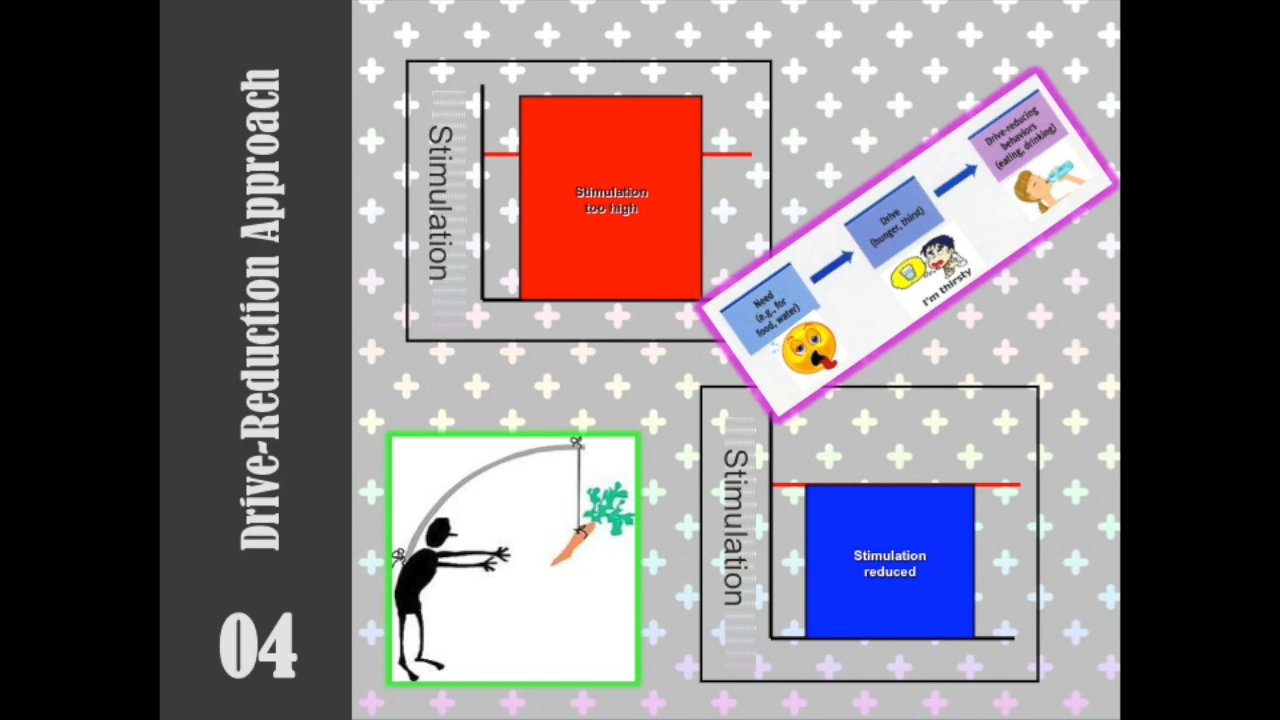 Drive-Reduction Approach
04
Stimulation
Stimulation
too high
Need
(e.g., for
food, water)
Drive
(hunger, thirst)
I'm thirsty
Drive-reducing
behaviors
(eating, drinking)
Stimulation
Stimulation
reduced